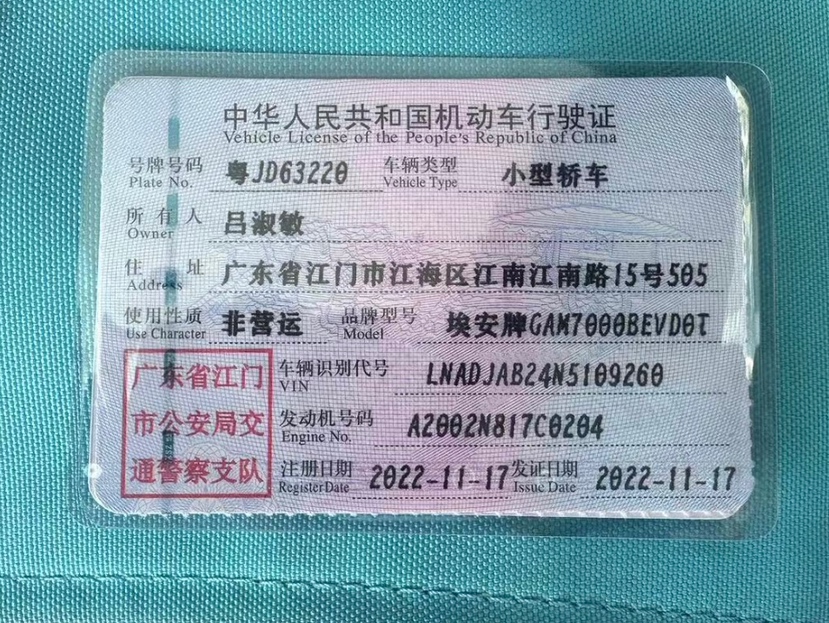 中华人民共和国机动车行驶证
Vehicle License of the People's Republic of China
号牌号码 粤JD63220 车辆类型 小型轿车
Plate No. Vehicle Type
所有人 吕淑敏
Owner
住址 广东省江门市江海区江南江南路15号505
Address
使用性质 非营运 品牌型号 埃安牌GAM7000BEVD0T
Use Character Model
广东省江门
市公安局交
通警察支队
车辆识别代号 LNADJAB24N5109260
VIN
发动机号码 A2002N817C0204
Engine No.
注册日期 2022-11-17 发证日期 2022-11-17
Register Date Issue Date